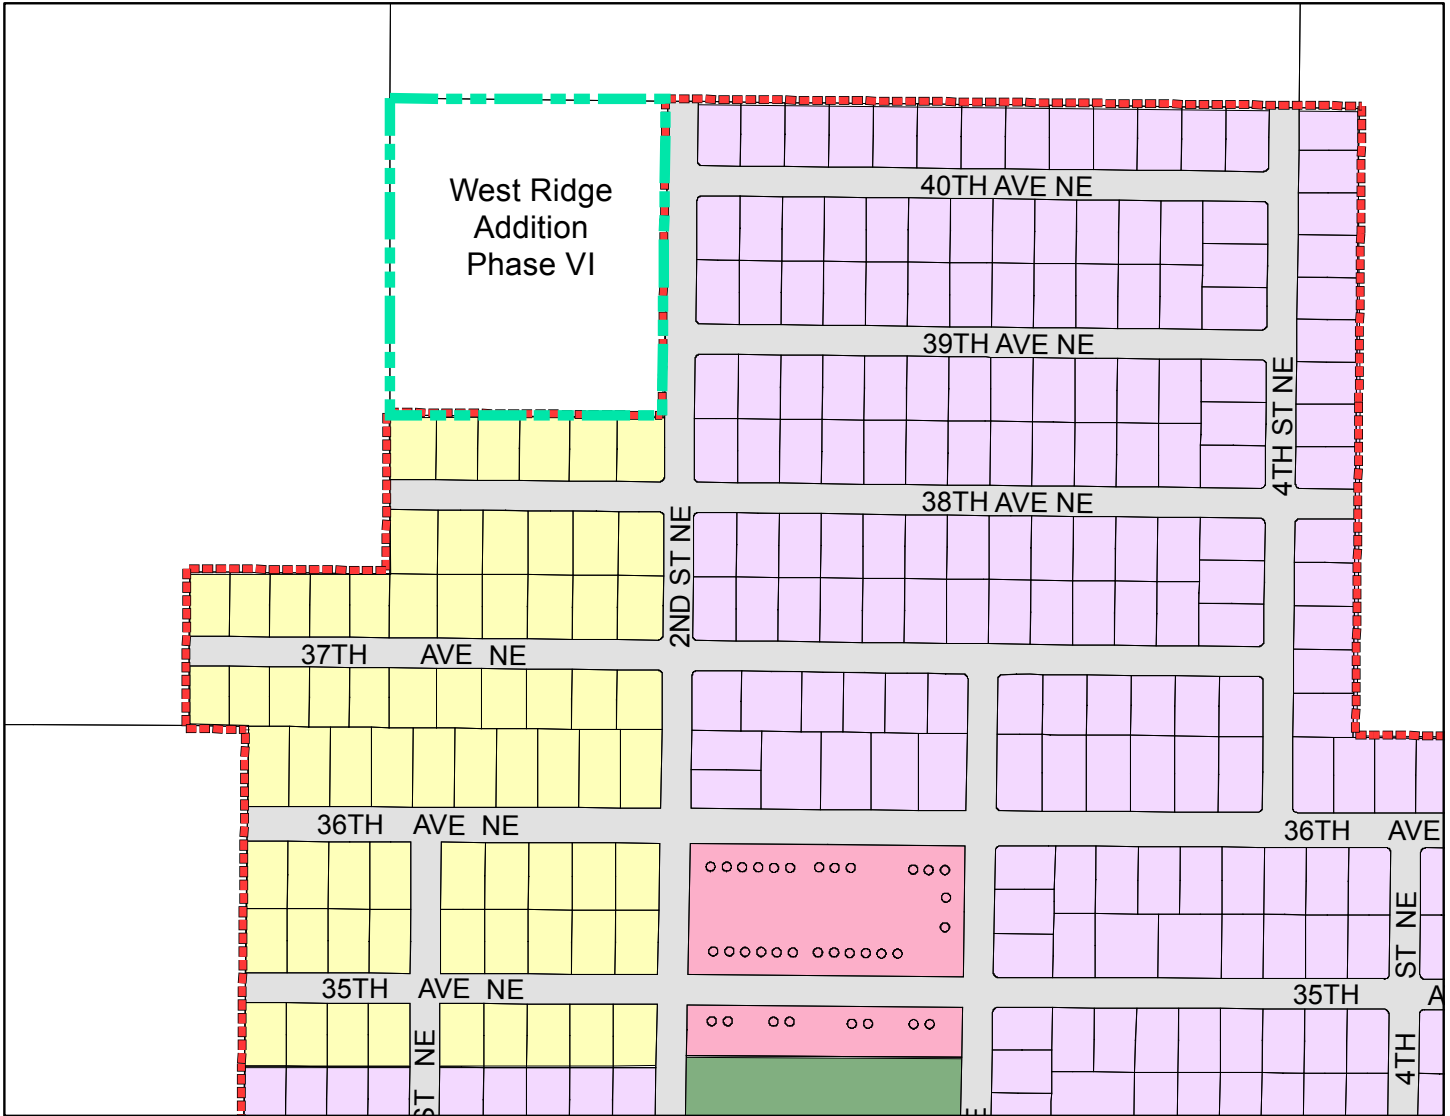 40TH AVE NE
West Ridge
Addition
Phase VI
39TH AVE NE
4TH ST NE
38TH AVE NE
2ND ST NE
37TH AVE NE
36TH AVE NE
36TH AVE
ST NE
35TH AVE NE
35TH A
ST NE
4TH
E